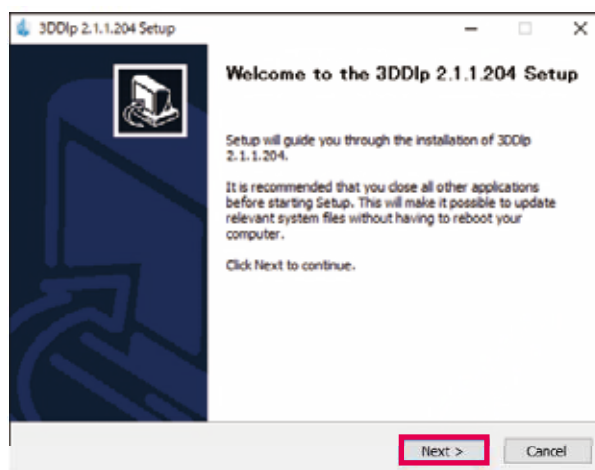 3DDlp 2.1.1.204 Setup
Welcome to the 3DDlp 2.1.1.204 Setup
Setup will guide you through the installation of 3DDlp
2.1.1.204.
It is recommended that you close all other applications
before starting Setup. This will make it possible to update
relevant system files without having to reboot your
computer.
Click Next to continue.
Next >
Cancel